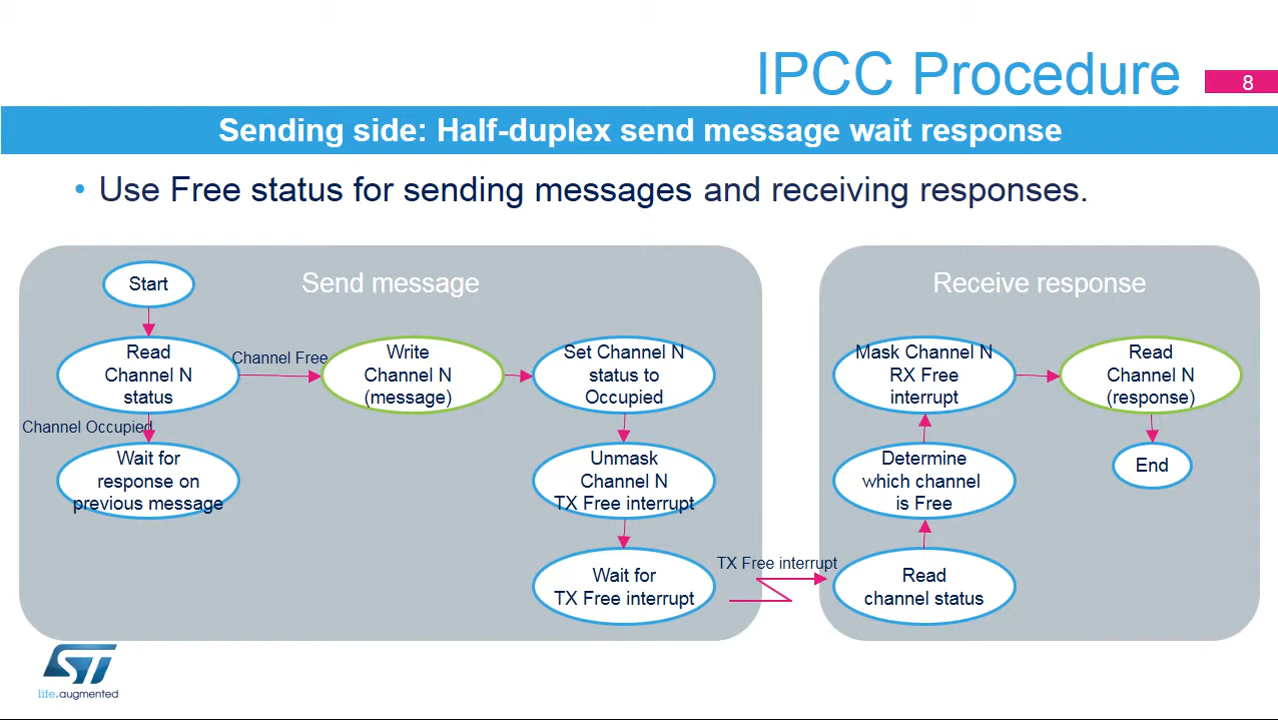 IPCC Procedure
8
Sending side: Half-duplex send message wait response
• Use Free status for sending messages and receiving responses.
Send message
Start
Read
Channel N
status
Channel Free
Write
Channel N
(message)
Set Channel N
status to
Occupied
Channel Occupied
Wait for
response on
previous message
Unmask
Channel N
TX Free interrupt
Wait for
TX Free interrupt
TX Free interrupt
Receive response
Mask Channel N
RX Free
interrupt
Read
Channel N
(response)
Determine
which channel
is Free
End
Read
channel status
ST
life.augmented